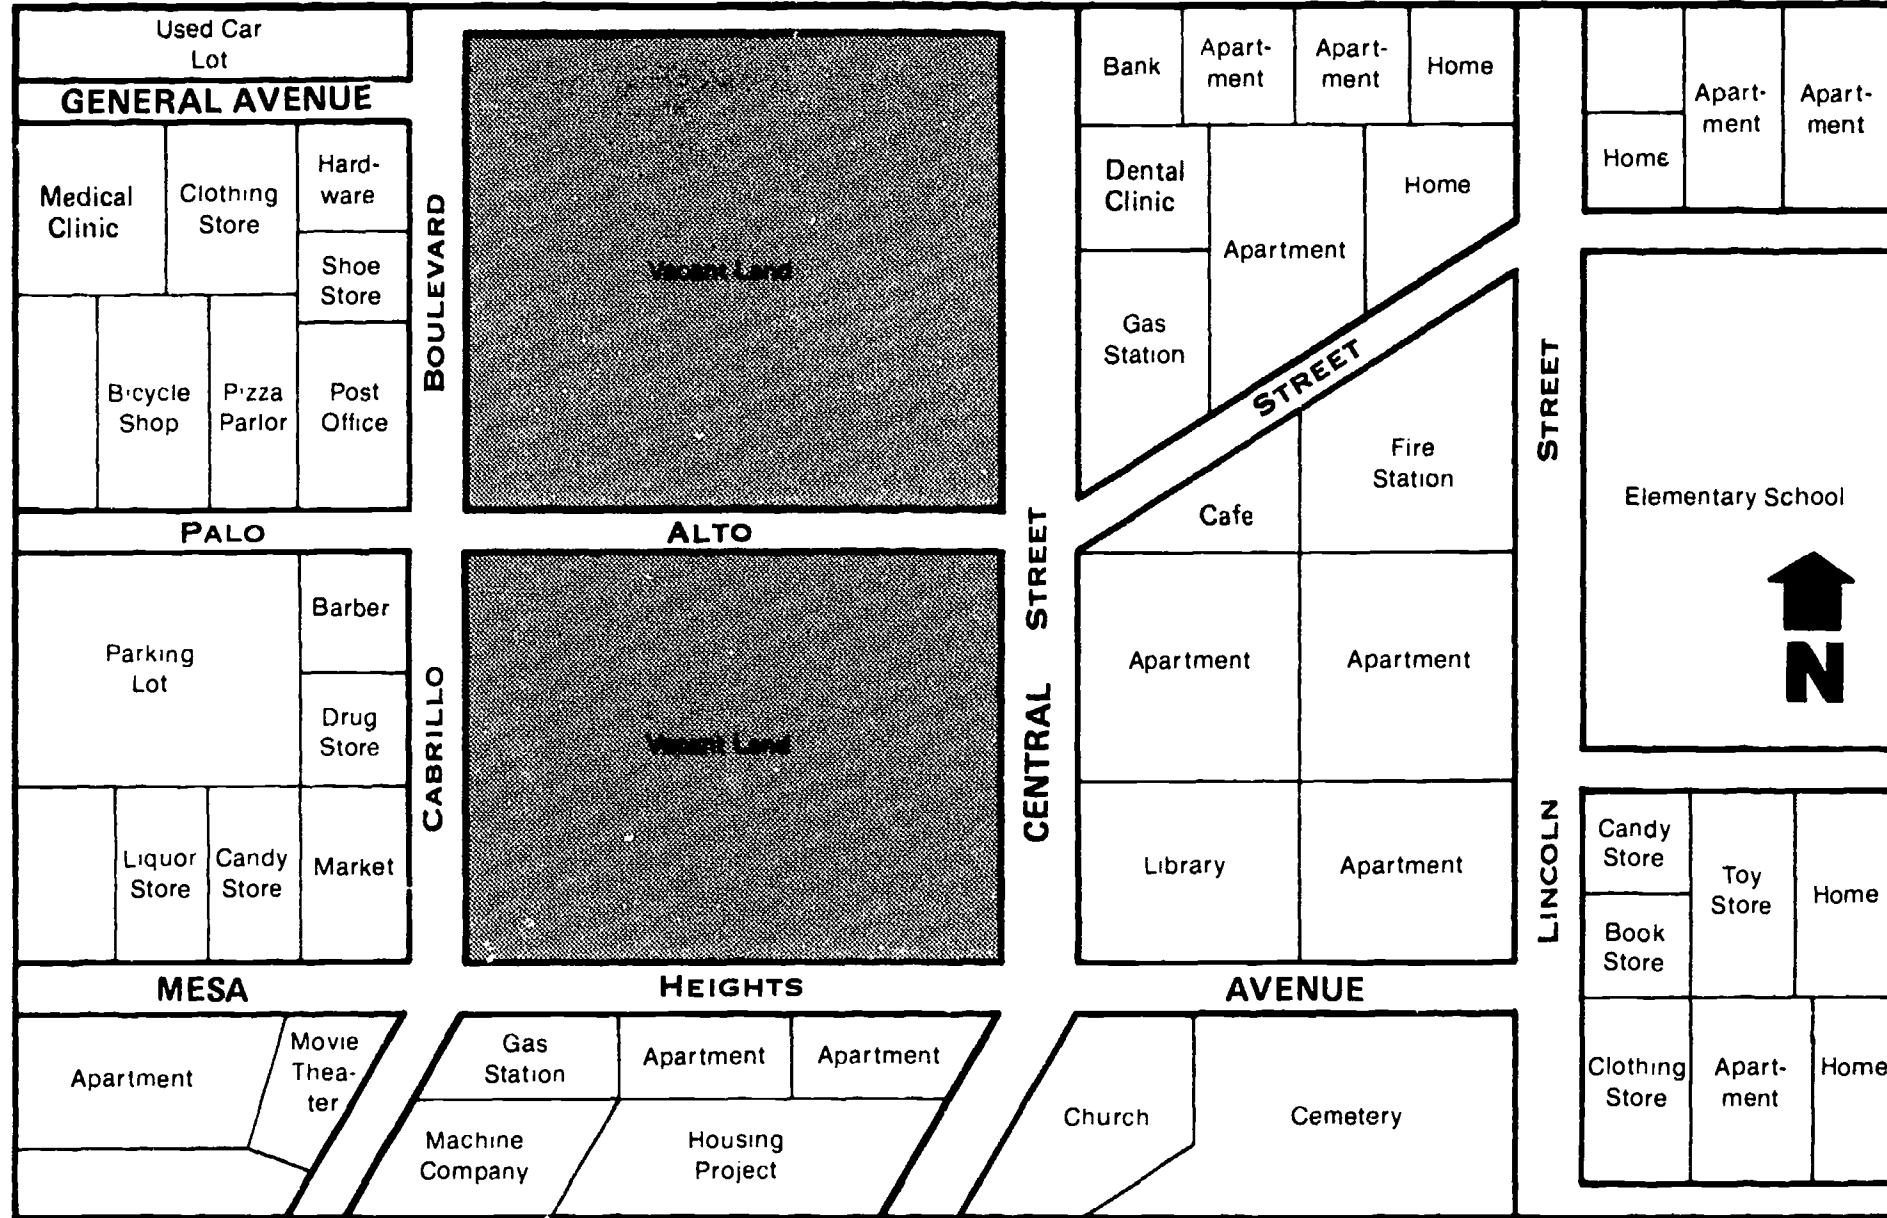 Used Car
Lot
GENERAL AVENUE
Medical
Clinic
Clothing
Store
Hard-
ware
Shoe
Store
Bicycle
Shop
Pizza
Parlor
Post
Office
BOULEVARD
Vacant Land
Bank
Apart-
ment
Apart-
ment
Home
Dental
Clinic
Apartment
Home
Gas
Station
STREET
Cafe
Fire
Station
STREET
Home
Apart-
ment
Apart-
ment
Elementary School
N
PALO
ALTO
Parking
Lot
Barber
Drug
Store
Liquor
Store
Candy
Store
Market
CABRILLO
Vacant Land
CENTRAL STREET
Apartment
Apartment
Library
Apartment
LINCOLN
Candy
Store
Toy
Store
Home
Book
Store
Clothing
Store
Apart-
ment
Home
MESA
HEIGHTS
AVENUE
Apartment
Movie
Thea-
ter
Gas
Station
Apartment
Apartment
Machine
Company
Housing
Project
Church
Cemetery